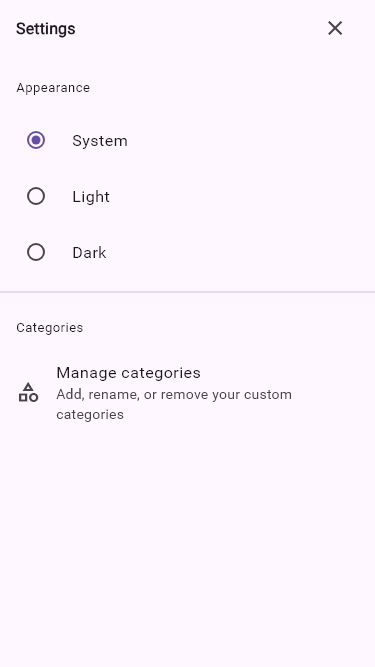 Settings
Appearance
System
Light
Dark
Categories
Manage categories
Add, rename, or remove your custom
categories